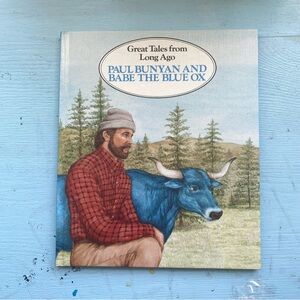 Great Tales from
Long Ago
PAUL BUNYAN AND
BABE THE BLUE OX